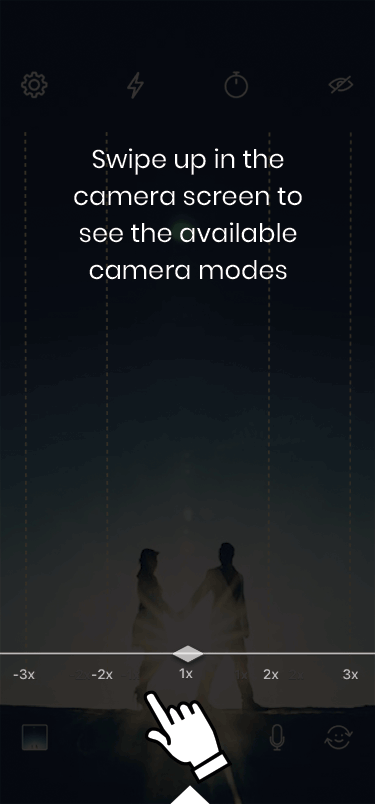 Swipe up in the
camera screen to
see the available
camera modes
-3x -2x 1x 2x 3x